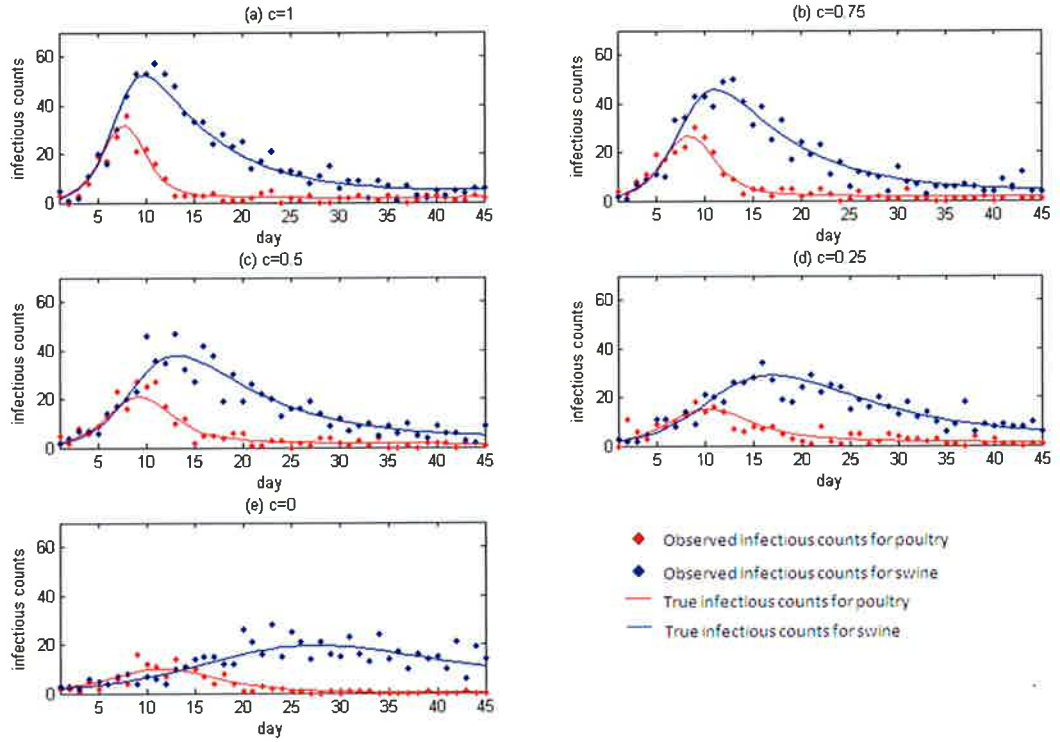 (a) c=1
infectious counts
60
40
20
0
5 10 15 20 25 30 35 40 45
day
(b) c=0.75
infectious counts
60
40
20
0
5 10 15 20 25 30 35 40 45
day
(c) c=0.5
infectious counts
60
40
20
0
5 10 15 20 25 30 35 40 45
day
(d) c=0.25
infectious counts
60
40
20
0
5 10 15 20 25 30 35 40 45
day
(e) c=0
infectious counts
60
40
20
0
5 10 15 20 25 30 35 40 45
day
Observed infectious counts for poultry
Observed infectious counts for swine
True infectious counts for poultry
True infectious counts for swine